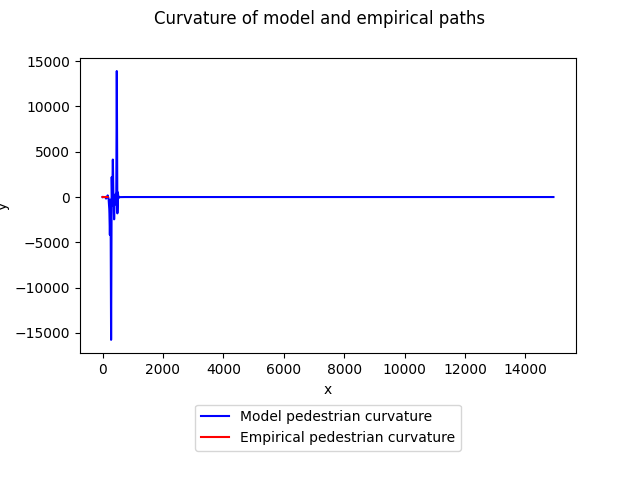 Curvature of model and empirical paths
15000
10000
5000
0
−5000
−10000
−15000
y
0 2000 4000 6000 8000 10000 12000 14000
x
Model pedestrian curvature
Empirical pedestrian curvature